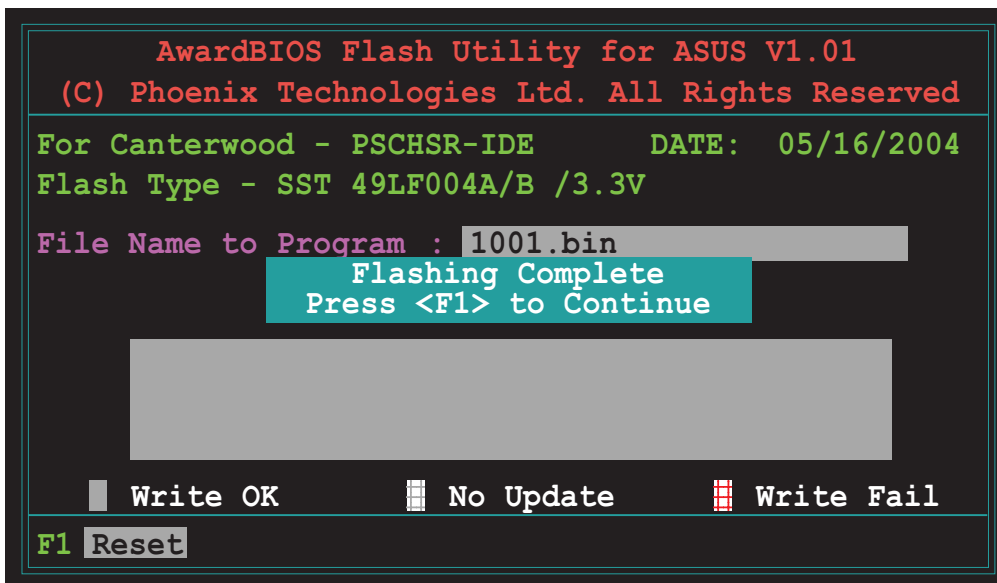 AwardBIOS Flash Utility for ASUS V1.01
(C) Phoenix Technologies Ltd. All Rights Reserved
For Canterwood - PSCHSR-IDE DATE: 05/16/2004
Flash Type - SST 49LF004A/B /3.3V
File Name to Program : 1001.bin
Flashing Complete
Press <F1> to Continue
Write OK No Update Write Fail
F1 Reset